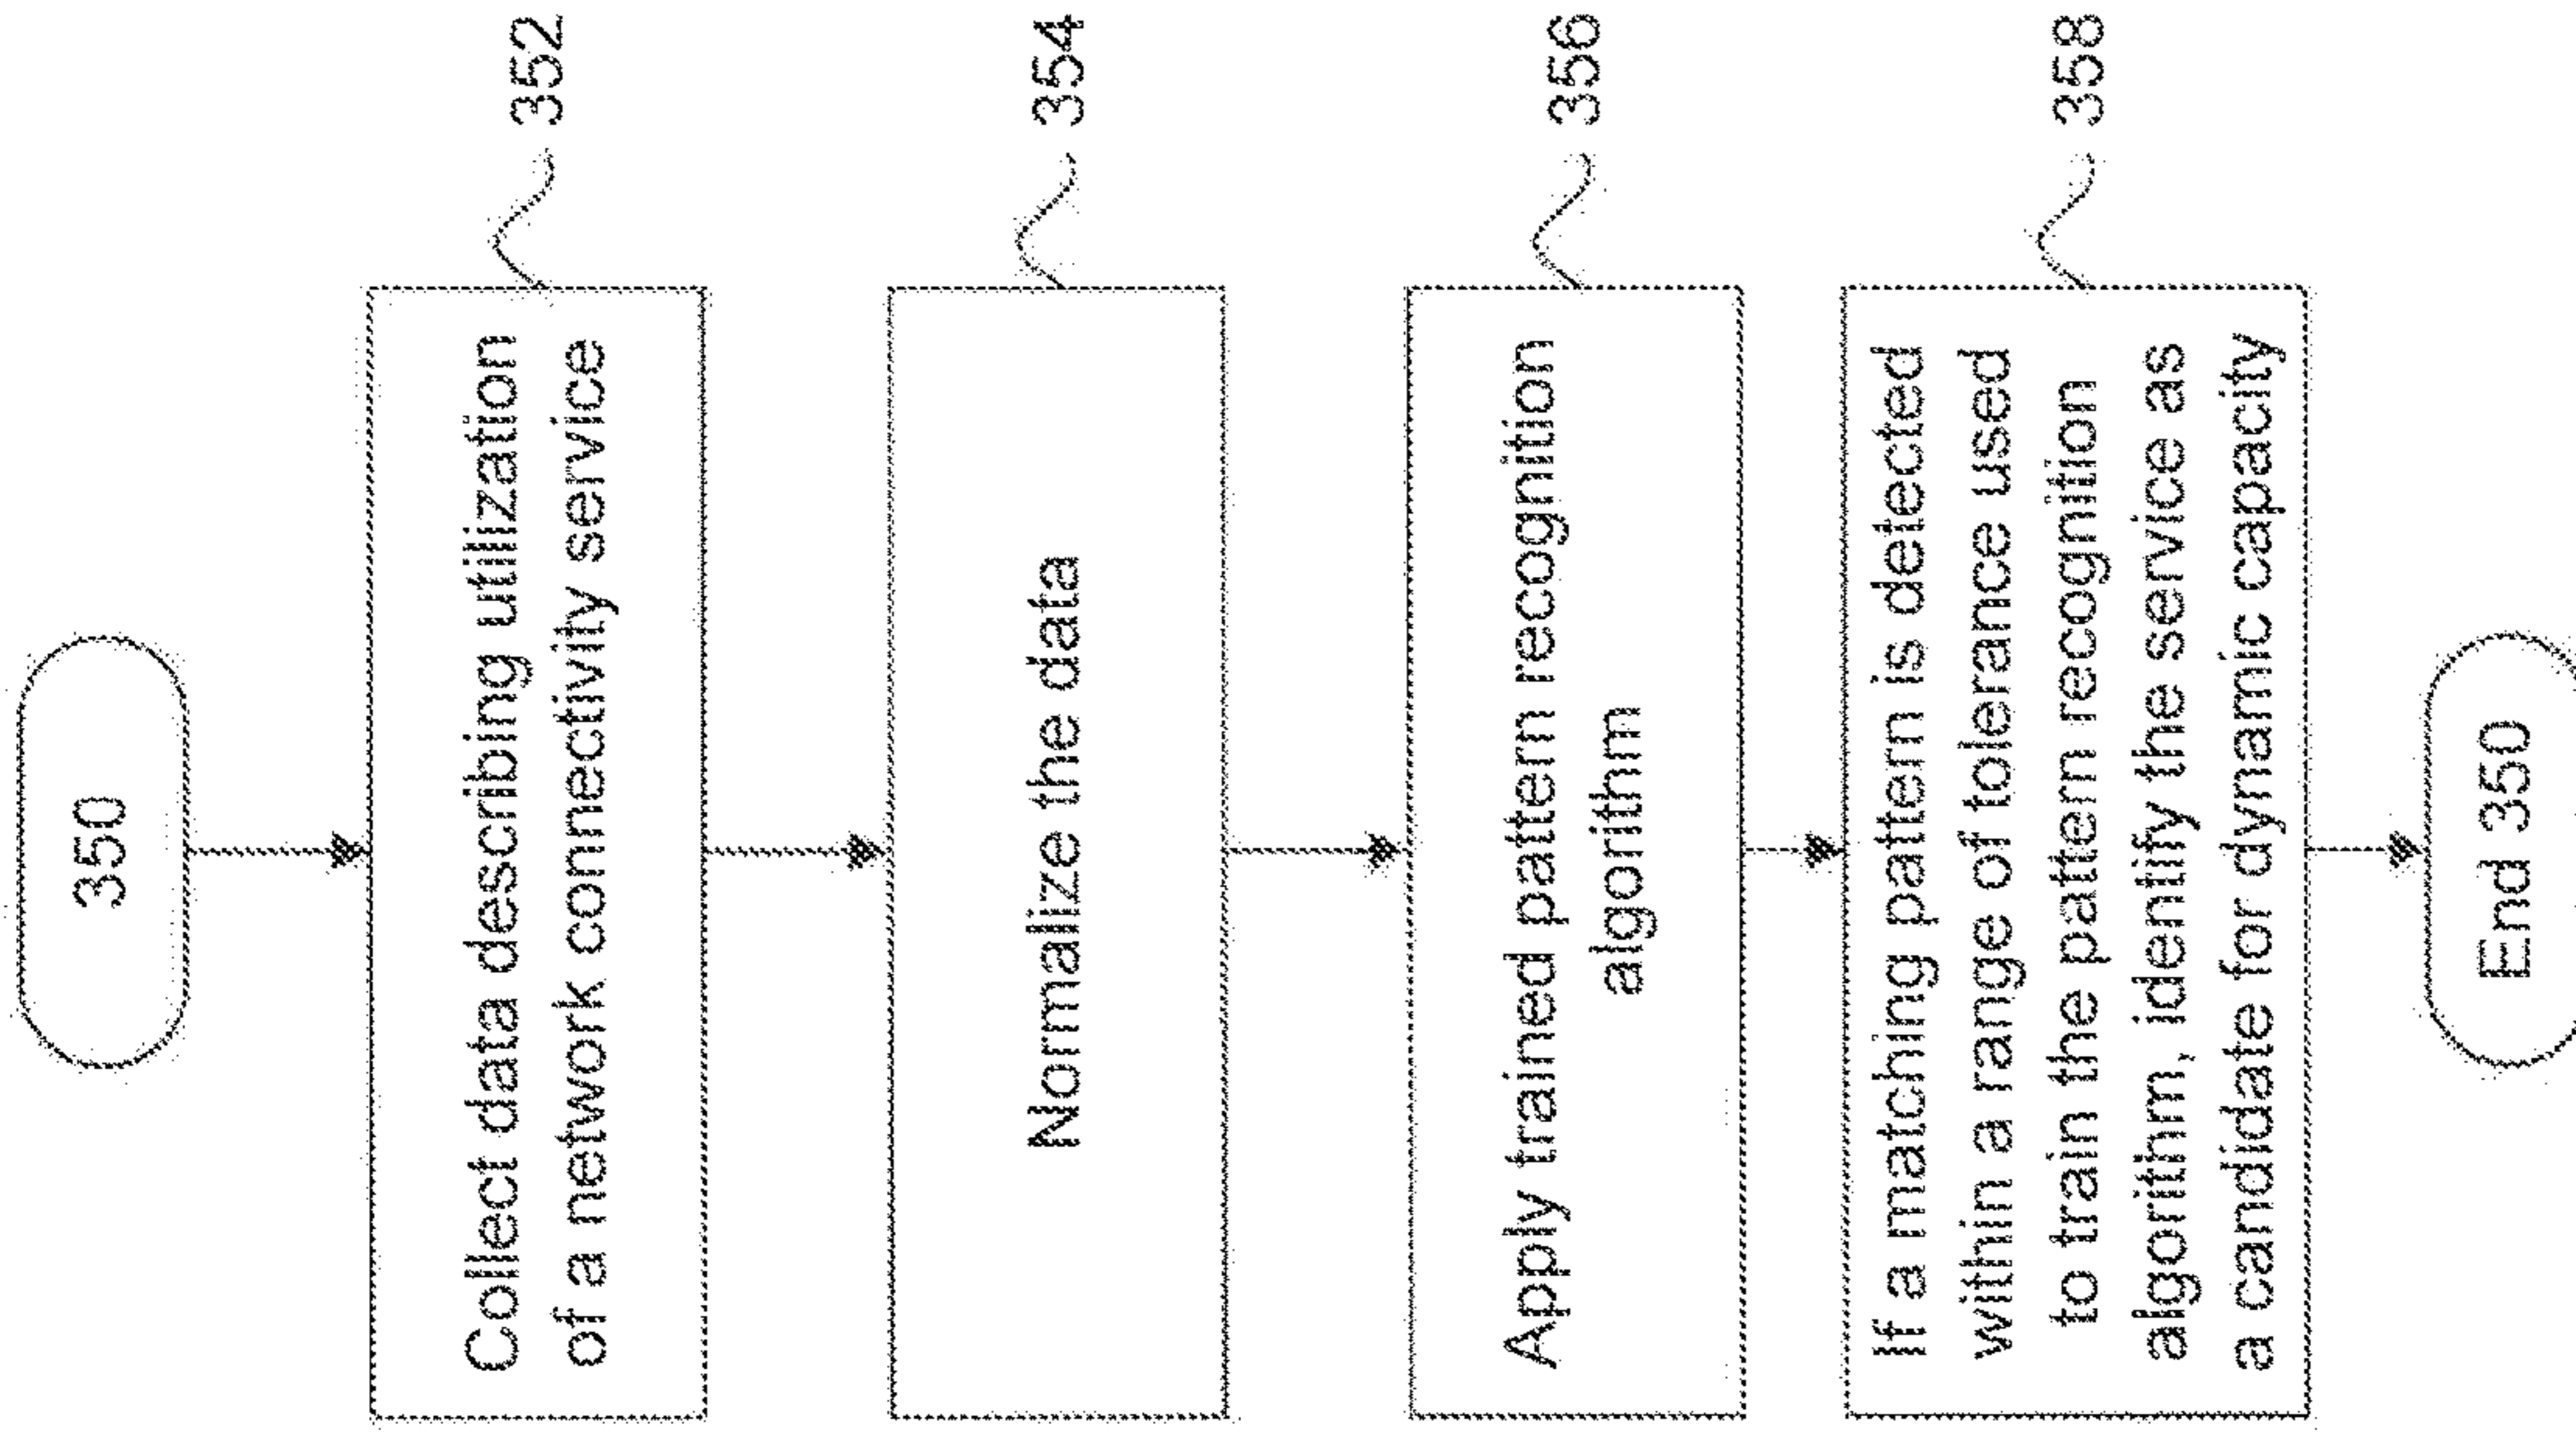 350
Collect data describing utilization
of a network connectivity service
352
Normalize the data
354
Apply trained pattern recognition
algorithm
356
If a matching pattern is detected
within a range of tolerance used
to train the pattern recognition
algorithm, identify the service as
a candidate for dynamic capacity
358
End 350